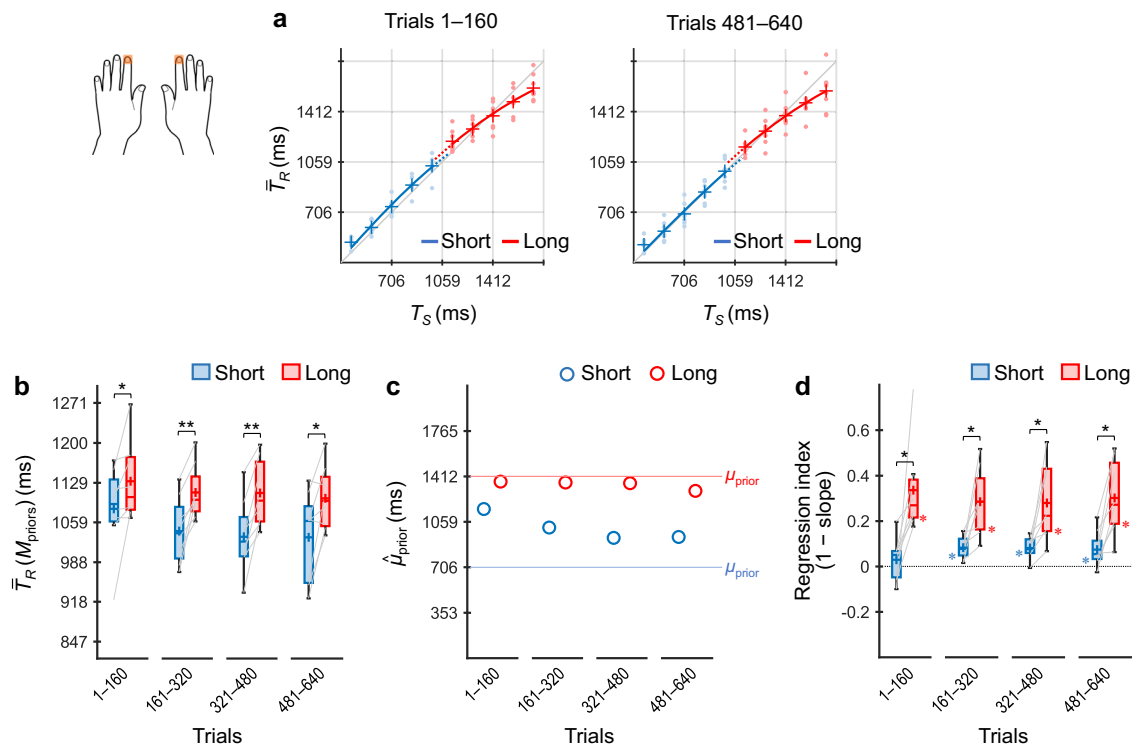 a
Trials 1–160
Trials 481–640
1412
1059
706
T̿R (ms)
Short Long
706 1059 1412
TS (ms)
1412
1059
706
Short Long
706 1059 1412
TS (ms)
b
Short Long
T̿R (Mpriors) (ms)
1271
1200
1129
1059
988
918
847
*
**
**
*
1–160
161–320
321–480
481–640
Trials
c
Short Long
μ̂prior (ms)
1765
1412
1059
706
353
μprior
μprior
1–160
161–320
321–480
481–640
Trials
d
Short Long
Regression index
(1 − slope)
0.6
0.4
0.2
0
-0.2
*
*
*
*
*
*
*
*
*
*
*
1–160
161–320
321–480
481–640
Trials